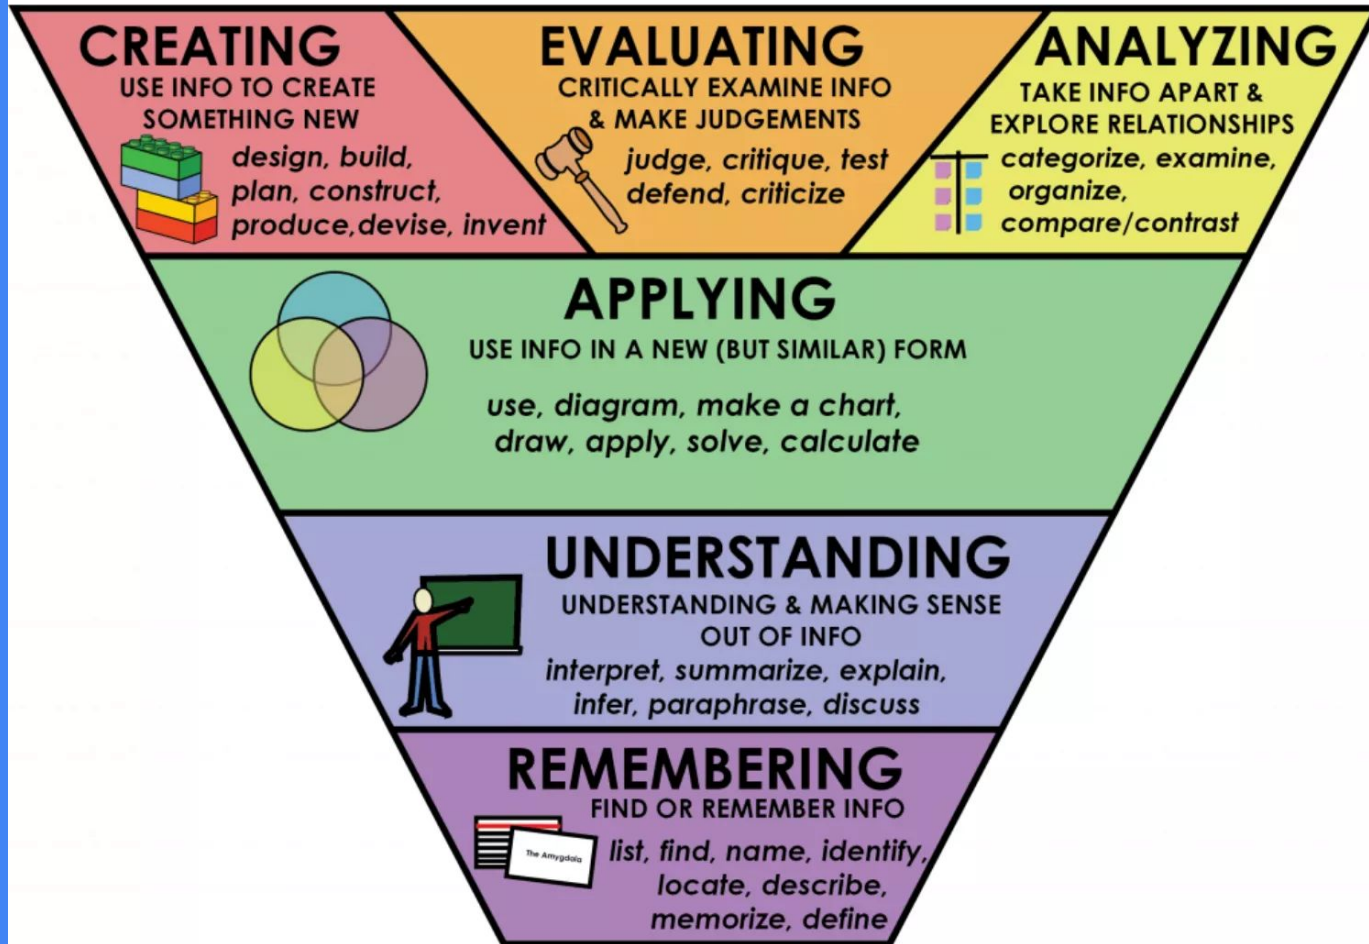 CREATING
USE INFO TO CREATE
SOMETHING NEW
design, build,
plan, construct,
produce,devise, invent
EVALUATING
CRITICALLY EXAMINE INFO
& MAKE JUDGEMENTS
judge, critique, test
defend, criticize
ANALYZING
TAKE INFO APART &
EXPLORE RELATIONSHIPS
categorize, examine,
organize,
compare/contrast
APPLYING
USE INFO IN A NEW (BUT SIMILAR) FORM
use, diagram, make a chart,
draw, apply, solve, calculate
UNDERSTANDING
UNDERSTANDING & MAKING SENSE
OUT OF INFO
interpret, summarize, explain,
infer, paraphrase, discuss
REMEMBERING
FIND OR REMEMBER INFO
The Amygdala
list, find, name, identify,
locate, describe,
memorize, define